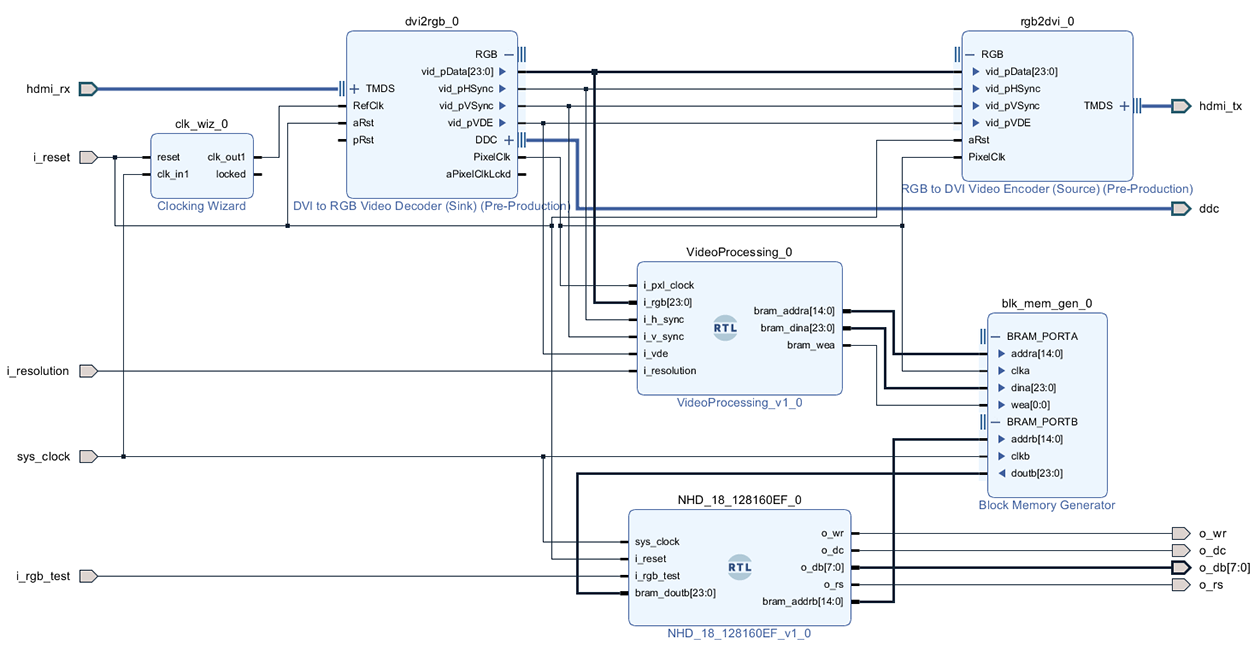 dvi2rgb_0
rgb2dvi_0
RGB
RGB
vid_pData[23:0]
vid_pData[23:0]
hdmi_rx
TMDS
vid_pHSync
vid_pHSync
RefClk
vid_pVSync
vid_pVSync
TMDS
hdmi_tx
clk_wiz_0
aRst
vid_pVDE
vid_pVDE
pRst
DDC
aRst
i_reset
reset
clk_out1
PixelClk
PixelClk
clk_in1
locked
aPixelClkLckd
RGB to DVI Video Encoder (Source) (Pre-Production)
Clocking Wizard
DVI to RGB Video Decoder (Sink) (Pre-Production)
ddc
VideoProcessing_0
i_pxl_clock
i_rgb[23:0]
bram_addra[14:0]
blk_mem_gen_0
i_h_sync
RTL
bram_dina[23:0]
i_v_sync
bram_wea
BRAM_PORTA
i_vde
addra[14:0]
i_resolution
i_resolution
clka
dina[23:0]
VideoProcessing_v1_0
wea[0:0]
BRAM_PORTB
addrb[14:0]
sys_clock
clkb
doutb[23:0]
NHD_18_128160EF_0
Block Memory Generator
sys_clock
o_wr
o_wr
i_reset
o_dc
o_dc
i_rgb_test
i_rgb_test
RTL
o_db[7:0]
o_db[7:0]
bram_doutb[23:0]
o_rs
o_rs
bram_addrb[14:0]
NHD_18_128160EF_v1_0